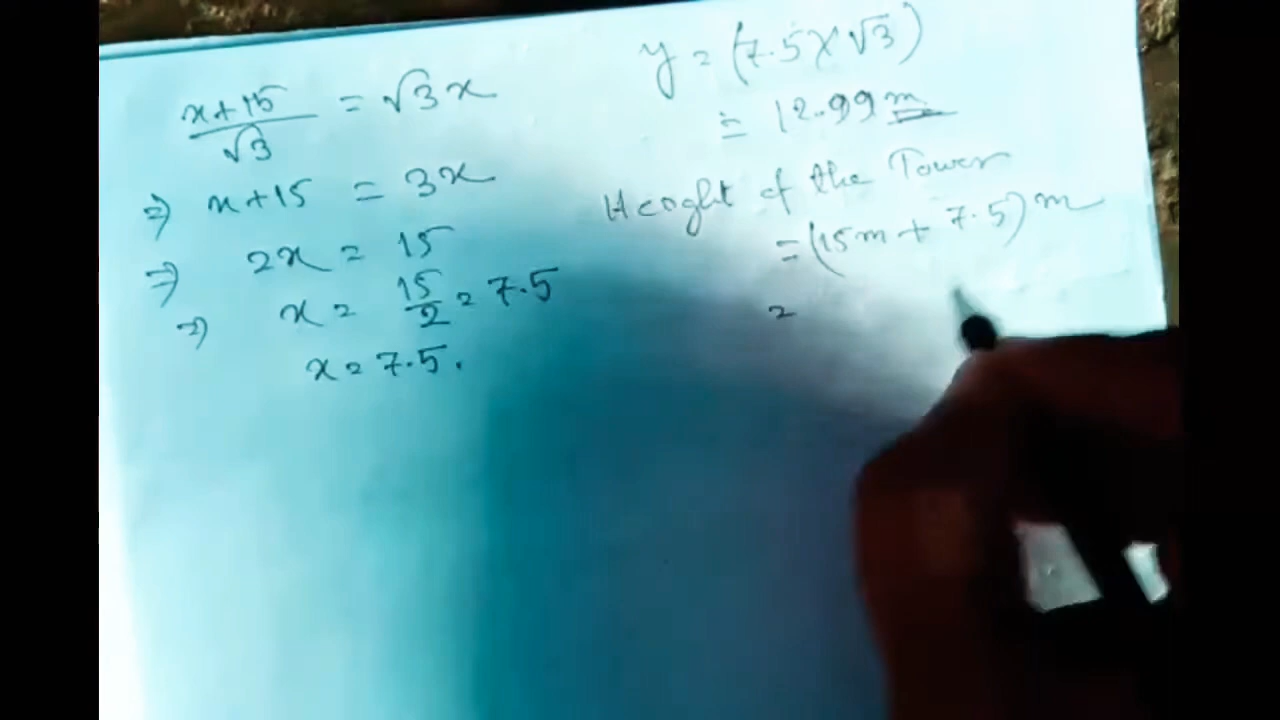 x+15/√3 = √3x
⇒ x+15 = 3x
⇒ 2x = 15
⇒ x = 15/2 = 7.5
x = 7.5.
y = (7.5 × √3)
= 12.99 m
Height of the Tower
= (15m + 7.5) m
=